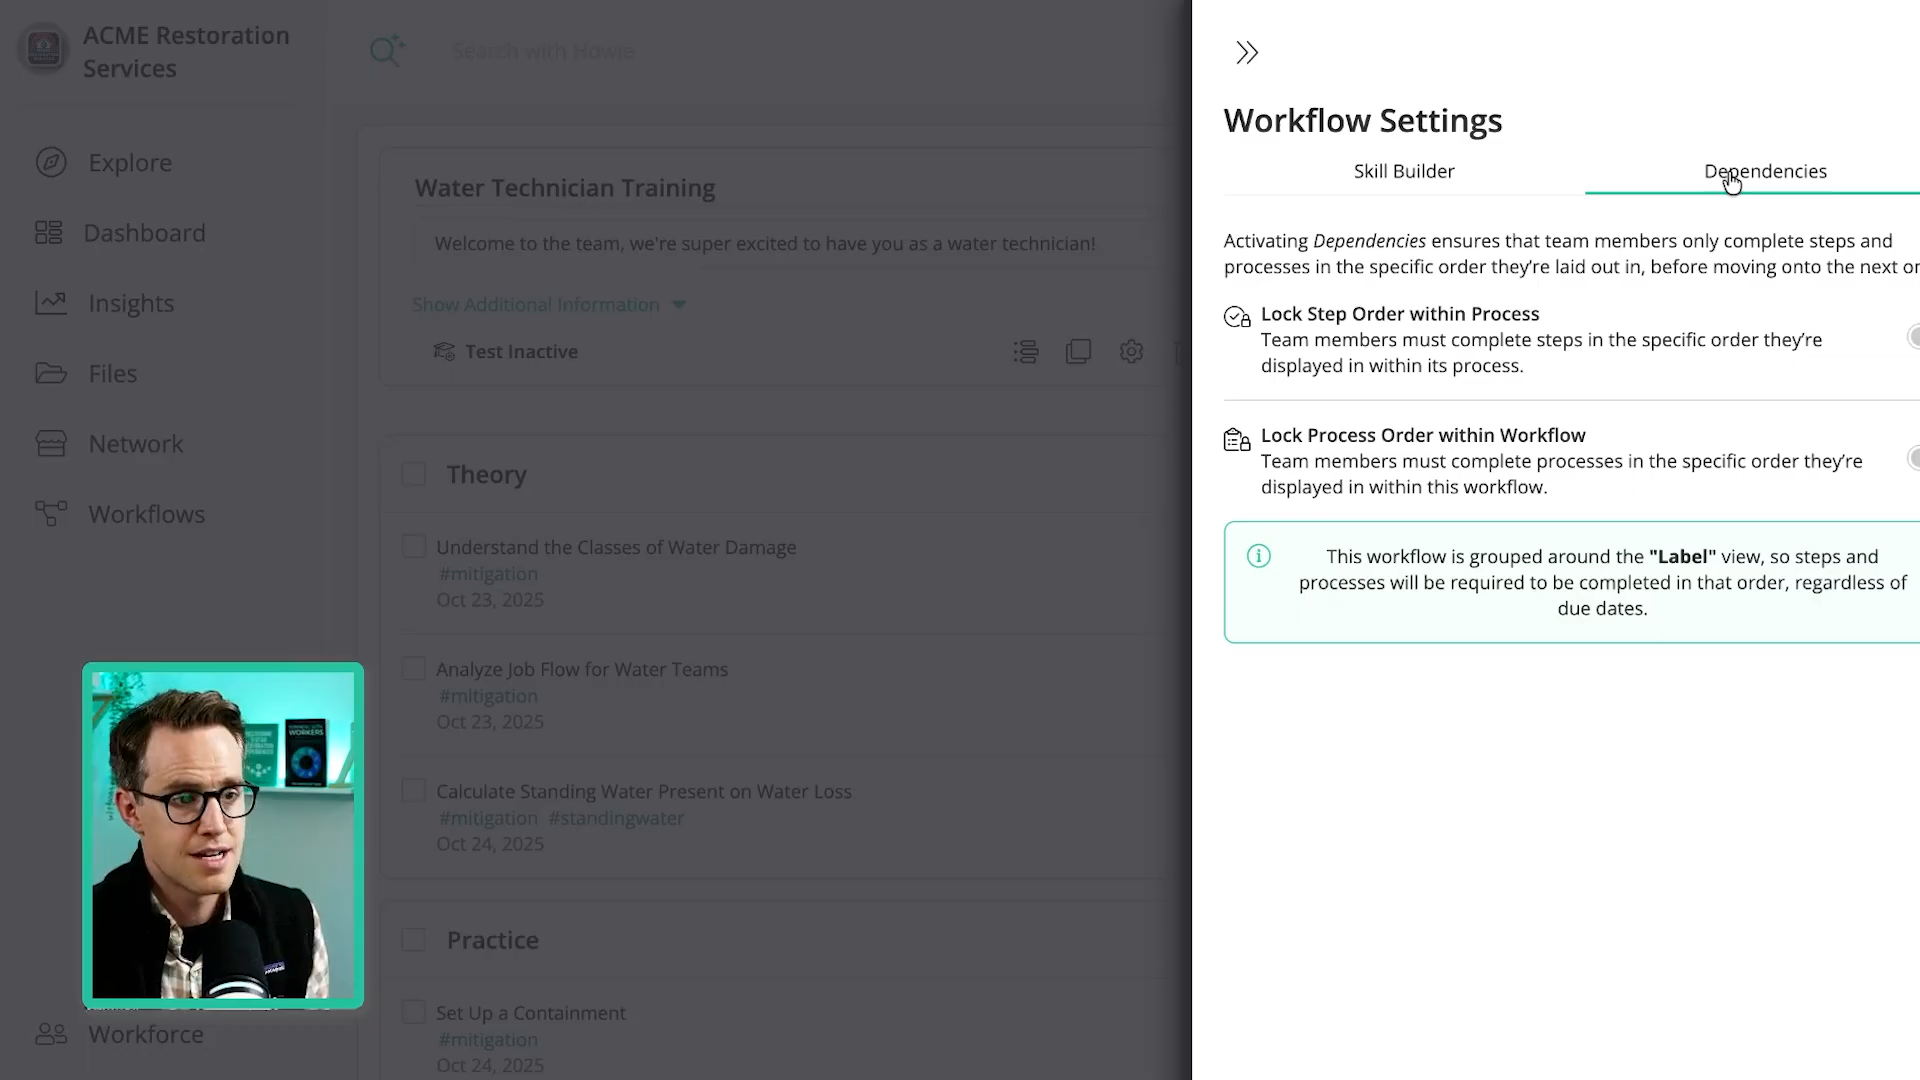 ACME Restoration
Services
Explore
Dashboard
Insights
Files
Network
Workflows
Workforce
Search with Howie
Water Technician Training
Welcome to the team, we're super excited to have you as a water technician!
Show Additional Information
Test Inactive
Theory
Understand the Classes of Water Damage
#mitigation
Oct 23, 2025
Analyze Job Flow for Water Teams
#mitigation
Oct 23, 2025
Calculate Standing Water Present on Water Loss
#mitigation #standingwater
Oct 24, 2025
Practice
Set Up a Containment
#mitigation
Oct 24, 2025
WORKERS
Workflow Settings
Skill Builder
Dependencies
Activating Dependencies ensures that team members only complete steps and
processes in the specific order they're laid out in, before moving onto the next on
Lock Step Order within Process
Team members must complete steps in the specific order they're
displayed in within its process.
Lock Process Order within Workflow
Team members must complete processes in the specific order they're
displayed in within this workflow.
This workflow is grouped around the "Label" view, so steps and
processes will be required to be completed in that order, regardless of
due dates.